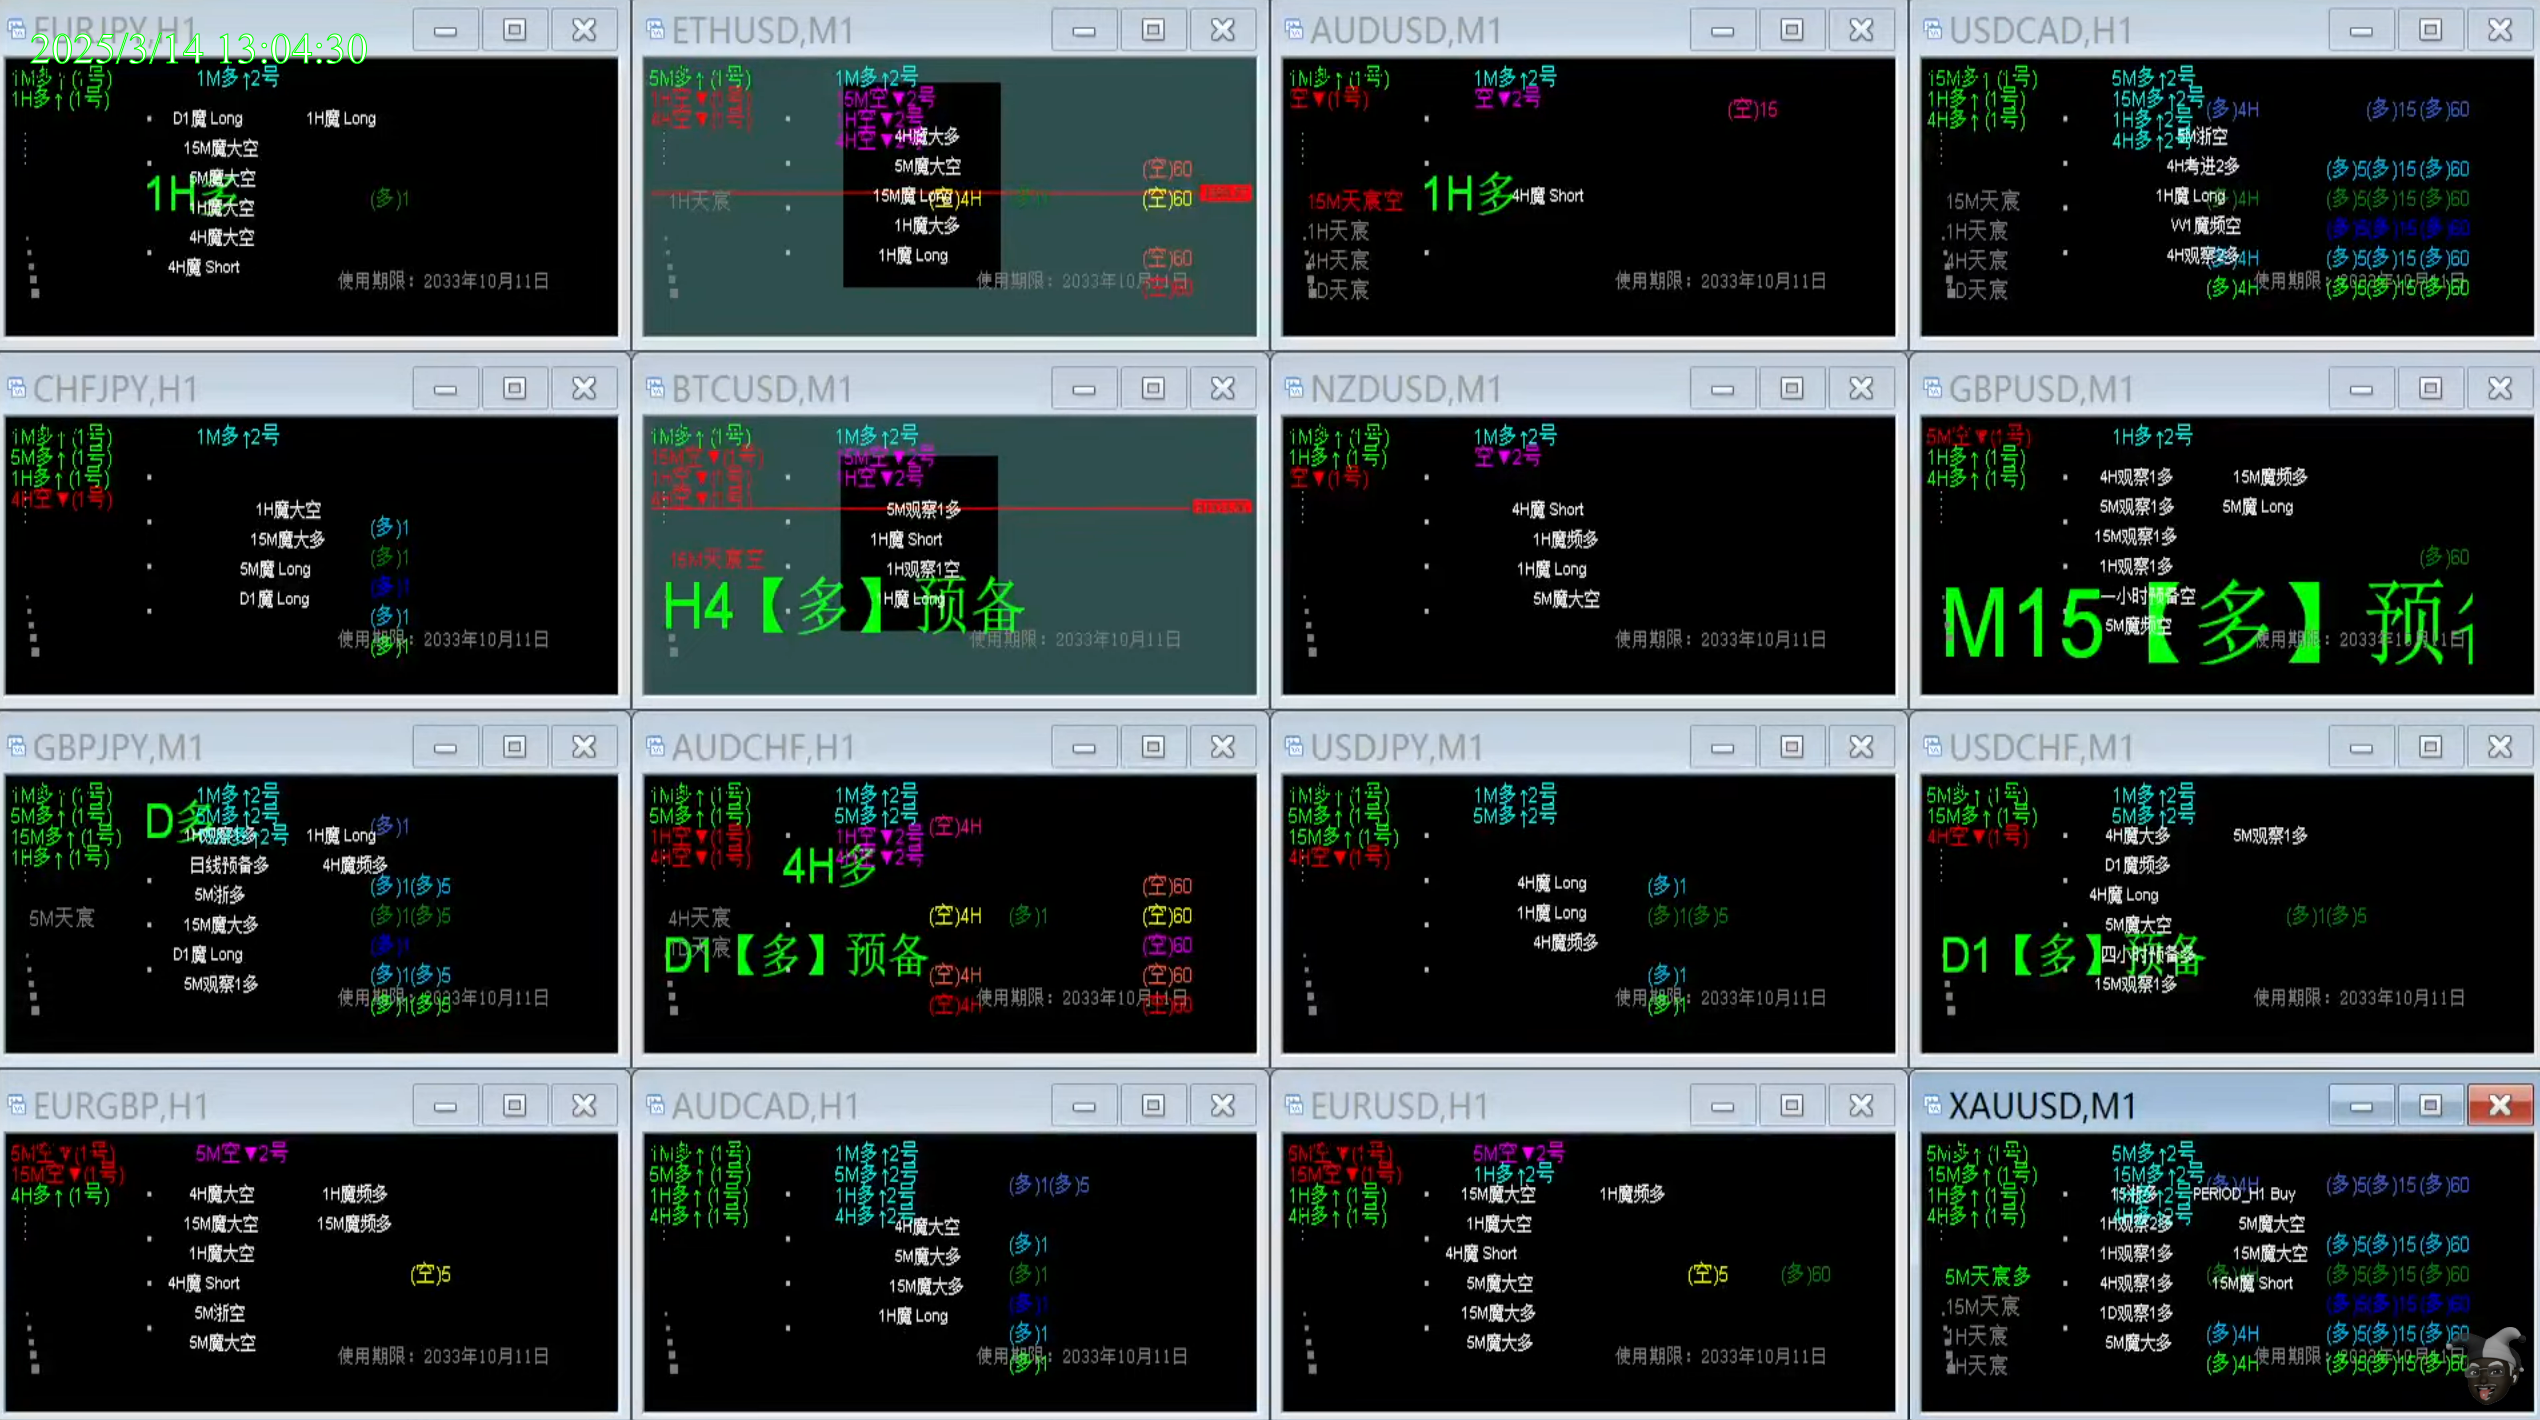 EURJPY,H1
2025/3/14 13:04:30
1M多↑(1号) 1M多↑2号
1H多↑(1号)
D1魔 Long 1H魔 Long
15M魔大空
5M魔大空
1H多
1H魔大空 (多)1
4H魔大空
4H魔 Short
使用期限：2033年10月11日
ETHUSD,M1
5M多↑(1号) 1M多↑2号
1H空▼(1号) 15M空▼2号
4H空▼(1号) 1H空▼2号
4H空▼2号
4H魔大多
5M魔大空 (空)60
1H天宸 15M魔 Long (空)4H (多)1 (空)60
1H魔大多
1H魔 Long (空)60
使用期限：2033年10月11日
(空)60
AUDUSD,M1
1M多↑(1号) 1M多↑2号
空▼(1号) 空▼2号 (空)15
15M天宸空 1H多 4H魔 Short
1H天宸
4H天宸
D天宸
使用期限：2033年10月11日
USDCAD,H1
15M多↑(1号) 5M多↑2号
1H多↑(1号) 15M多↑2号 (多)4H (多)15(多)60
4H多↑(1号) 1H多↑2号
4H多↑2号
5M浙空
4H考进2多 (多)5(多)15(多)60
15M天宸 1H魔 Long (多)4H (多)5(多)15(多)60
1H天宸 W1魔频空 (多)5(多)15(多)60
4H天宸 4H观察2多 (多)4H (多)5(多)15(多)60
D天宸 (多)4H (多)5(多)15(多)60
使用期限：2033年10月11日
CHFJPY,H1
1M多↑(1号) 1M多↑2号
5M多↑(1号)
1H多↑(1号)
4H空▼(1号)
1H魔大空 (多)1
15M魔大多 (多)1
5M魔 Long (多)1
D1魔 Long (多)1
使用期限：2033年10月11日
(多)1
BTCUSD,M1
1M多↑(1号) 1M多↑2号
15M空▼(1号) 15M空▼2号
1H空▼(1号) 1H空▼2号
4H空▼(1号)
5M观察1多
1H魔 Short
15M天宸空 1H观察1空
1H魔 Long
H4【多】预备
使用期限：2033年10月11日
NZDUSD,M1
1M多↑(1号) 1M多↑2号
1H多↑(1号) 空▼2号
空▼(1号)
4H魔 Short
1H魔频多
1H魔 Long
5M魔大空
使用期限：2033年10月11日
GBPUSD,M1
5M空▼(1号) 1H多↑2号
1H多↑(1号)
4H多↑(1号) 4H观察1多 15M魔频多
5M观察1多 5M魔 Long
15M观察1多
1H观察1多 (多)60
一小时预备空
5M魔频空
M15【多】预
使用期限：2033年10月11日
GBPJPY,M1
1M多↑(1号) 1M多↑2号
5M多↑(1号) D多 5M多↑2号 (多)1
15M多↑(1号) 1H观察1多 2号 1H魔 Long
1H多↑(1号) 日线预备多 4H魔频多
5M浙多 (多)1(多)5
5M天宸 15M魔大多 (多)1(多)5
D1魔 Long (多)1
5M观察1多 (多)1(多)5
使用期限：2033年10月11日
(多)1(多)5
AUDCHF,H1
1M多↑(1号) 1M多↑2号
5M多↑(1号) 5M多↑2号 (空)4H
1H空▼(1号) 1H空▼2号
4H空▼(1号) 4H空▼2号
4H多
(空)60
4H天宸 (空)4H (多)1 (空)60
1D天宸 (空)60
D1【多】预备
(空)4H (空)60
使用期限：2033年10月11日
(空)4H (空)60
USDJPY,M1
1M多↑(1号) 1M多↑2号
5M多↑(1号) 5M多↑2号
15M多↑(1号)
4H空▼(1号)
4H魔 Long (多)1
1H魔 Long (多)1(多)5
4H魔频多
(多)1
使用期限：2033年10月11日
(多)1
USDCHF,M1
5M多↑(1号) 1M多↑2号
15M多↑(1号) 5M多↑2号
4H空▼(1号) 4H魔大多 5M观察1多
D1魔频多
4H魔 Long
5M魔大空 (多)1(多)5
D1【多】预备
四小时预备多
15M观察1多
使用期限：2033年10月11日
EURGBP,H1
5M空▼(1号) 5M空▼2号
15M空▼(1号)
4H多↑(1号) 4H魔大空 1H魔频多
15M魔大空 15M魔频多
1H魔大空
4H魔 Short (空)5
5M浙空
5M魔大空
使用期限：2033年10月11日
AUDCAD,H1
1M多↑(1号) 1M多↑2号
5M多↑(1号) 5M多↑2号 (多)1(多)5
1H多↑(1号) 1H多↑2号
4H多↑(1号) 4H多↑2号
4H魔大空
5M魔大多 (多)1
15M魔大多 (多)1
1H魔 Long (多)1
(多)1
使用期限：2033年10月11日
(多)1
EURUSD,H1
5M空▼(1号) 5M空▼2号
15M空▼(1号) 1H多↑2号
1H多↑(1号) 15M魔大空 1H魔频多
4H多↑(1号) 1H魔大空
4H魔 Short
5M魔大空 (空)5 (多)60
15M魔大多
5M魔大多
使用期限：2033年10月11日
XAUUSD,M1
5M多↑(1号) 5M多↑2号
15M多↑(1号) 15M多↑2号 (多)4H (多)5(多)15(多)60
1H多↑(1号) 1H多↑2号 PERIOD_H1 Buy
4H多↑(1号) 4H多↑2号
1H观察2多 5M魔大空
1H观察1多 15M魔大空 (多)5(多)15(多)60
5M天宸多 4H观察1多 15M魔 Short (多)5(多)15(多)60
15M天宸 1D观察1多 (多)5(多)15(多)60
1H天宸 5M魔大多 (多)4H (多)5(多)15(多)60
4H天宸 (多)4H (多)5(多)15(多)60
使用期限：2033年10月11日